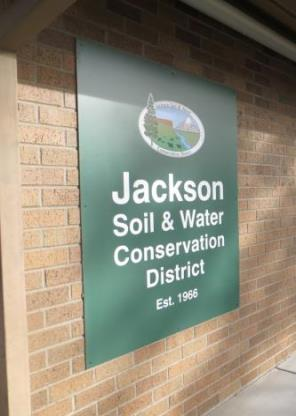 Jackson
Soil & Water
Conservation
District
Est. 1966